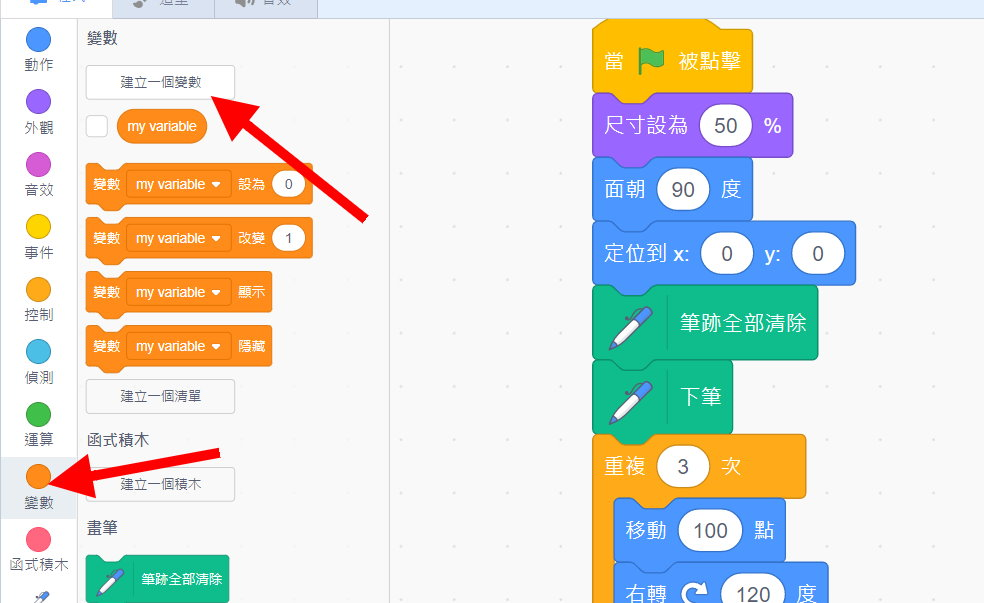 動作
外觀
音效
事件
控制
偵測
運算
變數
函式積木
變數
建立一個變數
my variable
變數 my variable 設為 0
變數 my variable 改變 1
變數 my variable 顯示
變數 my variable 隱藏
建立一個清單
函式積木
建立一個積木
畫筆
筆跡全部清除
當 被點擊
尺寸設為 50 %
面朝 90 度
定位到 x: 0 y: 0
筆跡全部清除
下筆
重複 3 次
移動 100 點
右轉 120 度